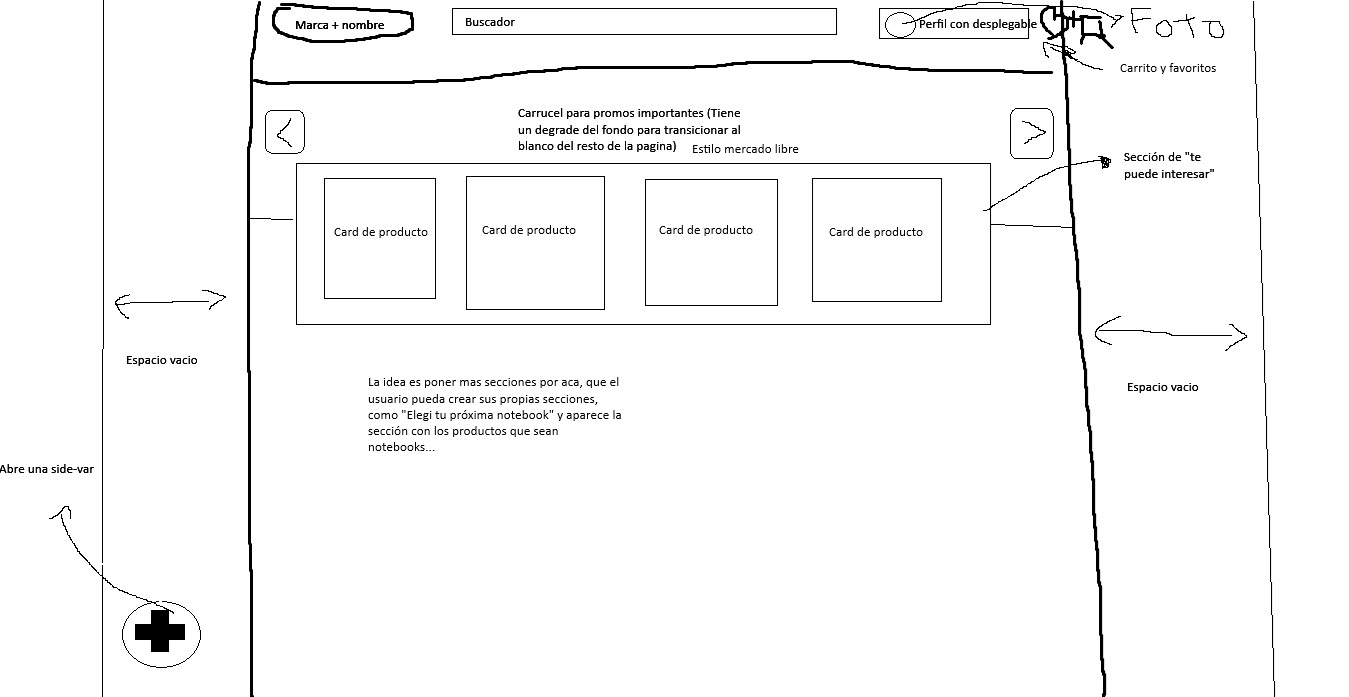 Marca + nombre
Buscador
Perfil con desplegable
Foto
Carrito y favoritos
Carrucel para promos importantes (Tiene
un degrade del fondo para transicionar al
blanco del resto de la pagina)
Estilo mercado libre
Sección de "te
puede interesar"
Card de producto
Card de producto
Card de producto
Card de producto
Espacio vacio
Espacio vacio
La idea es poner mas secciones por aca, que el
usuario pueda crear sus propias secciones,
como "Elegi tu próxima notebook" y aparece la
sección con los productos que sean
notebooks...
Abre una side-var